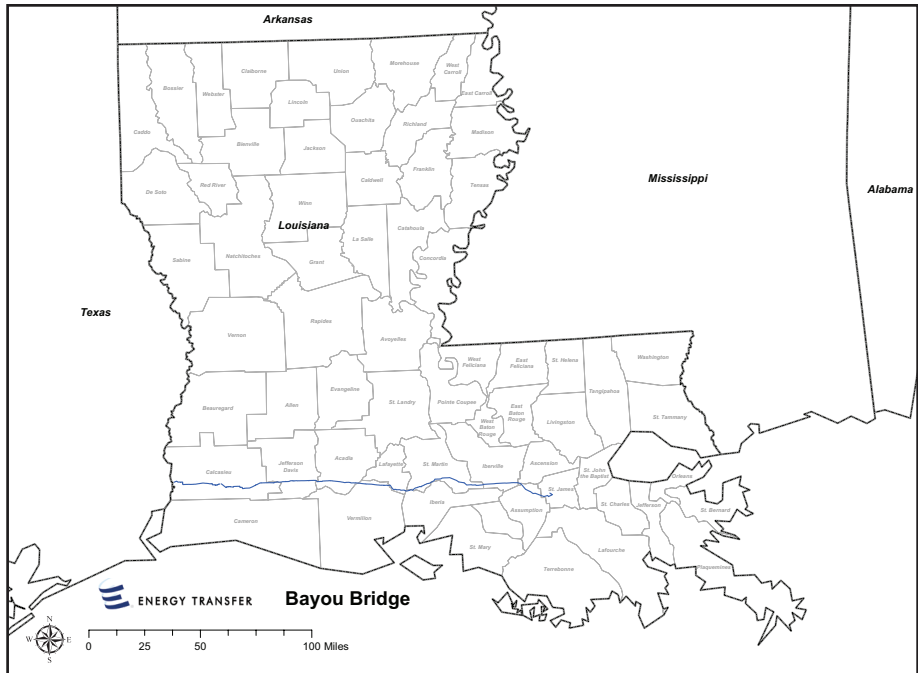 Arkansas
Morehouse
West
Carroll
Claiborne
Union
Bossier
Webster
East Carroll
Lincoln
Ouachita
Richland
Caddo
Madison
Bienville
Jackson
Franklin
Mississippi
Caldwell
Alabama
De Soto
Red River
Tensas
Winn
Louisiana
Catahoula
La Salle
Sabine
Natchitoches
Grant
Concordia
Texas
Rapides
Vernon
Avoyelles
West
Feliciana
East
Feliciana
St. Helena
Washington
Evangeline
Tangipahoa
Beauregard
Allen
St. Landry
Pointe Coupee
East
Baton
Rouge
West
Baton
Rouge
Livingston
St. Tammany
Acadia
Jefferson
Davis
Lafayette
St. Martin
Iberville
Ascension
Calcasieu
St. John
the Baptist
Orleans
St. James
Iberia
St. Charles
Jefferson
Assumption
St. Bernard
Cameron
Vermilion
St. Mary
Lafourche
Terrebonne
Plaquemines
ENERGY TRANSFER
Bayou Bridge
N
W
E
S
0 25 50 100 Miles